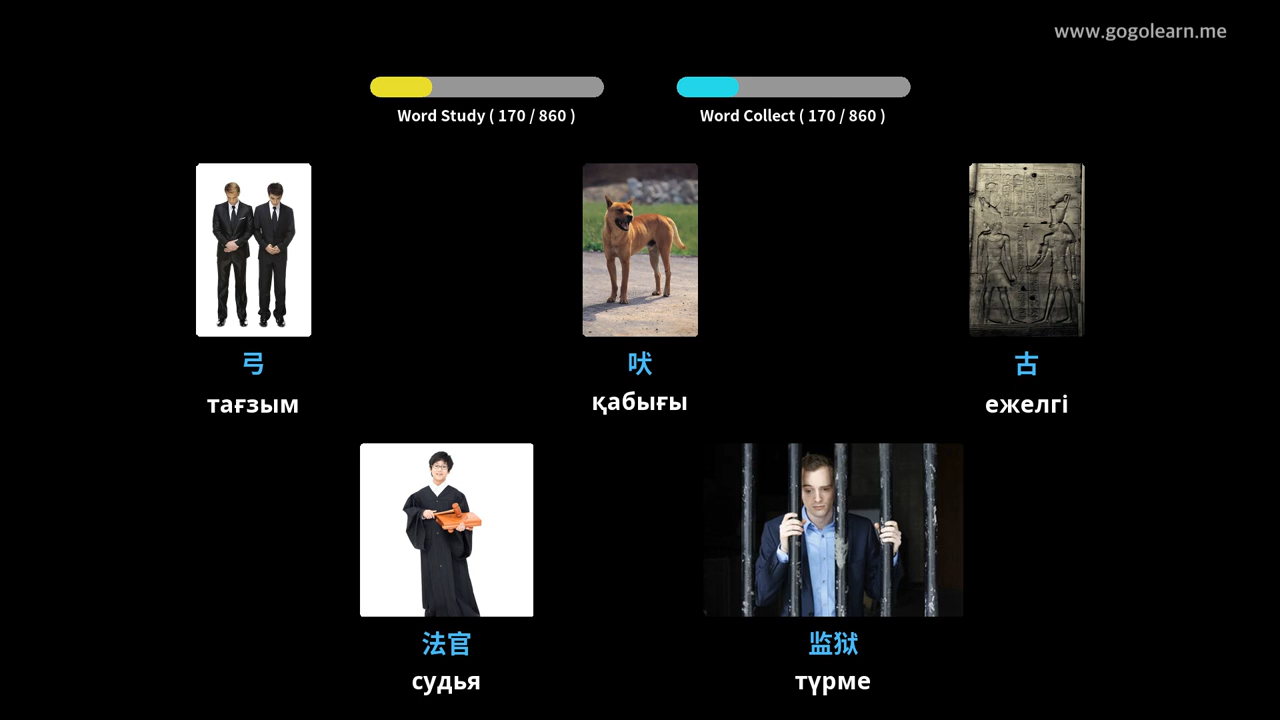 www.gogolearn.me
Word Study ( 170 / 860 )
Word Collect ( 170 / 860 )
弓
吠
古
тағзым
қабығы
ежелгі
法官
监狱
судья
түрме